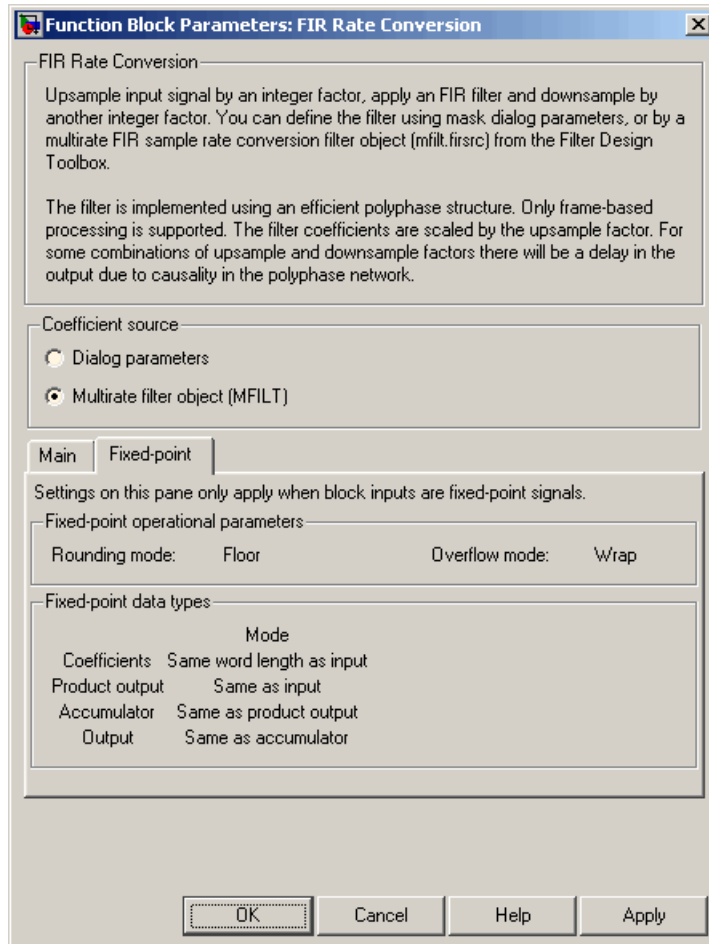 Function Block Parameters: FIR Rate Conversion
FIR Rate Conversion
Upsample input signal by an integer factor, apply an FIR filter and downsample by
another integer factor. You can define the filter using mask dialog parameters, or by a
multirate FIR sample rate conversion filter object (mfilt.firsrc) from the Filter Design
Toolbox.
The filter is implemented using an efficient polyphase structure. Only frame-based
processing is supported. The filter coefficients are scaled by the upsample factor. For
some combinations of upsample and downsample factors there will be a delay in the
output due to causality in the polyphase network.
Coefficient source
Dialog parameters
Multirate filter object (MFILT)
Main Fixed-point
Settings on this pane only apply when block inputs are fixed-point signals.
Fixed-point operational parameters
Rounding mode: Floor Overflow mode: Wrap
Fixed-point data types
Mode
Coefficients Same word length as input
Product output Same as input
Accumulator Same as product output
Output Same as accumulator
OK Cancel Help Apply